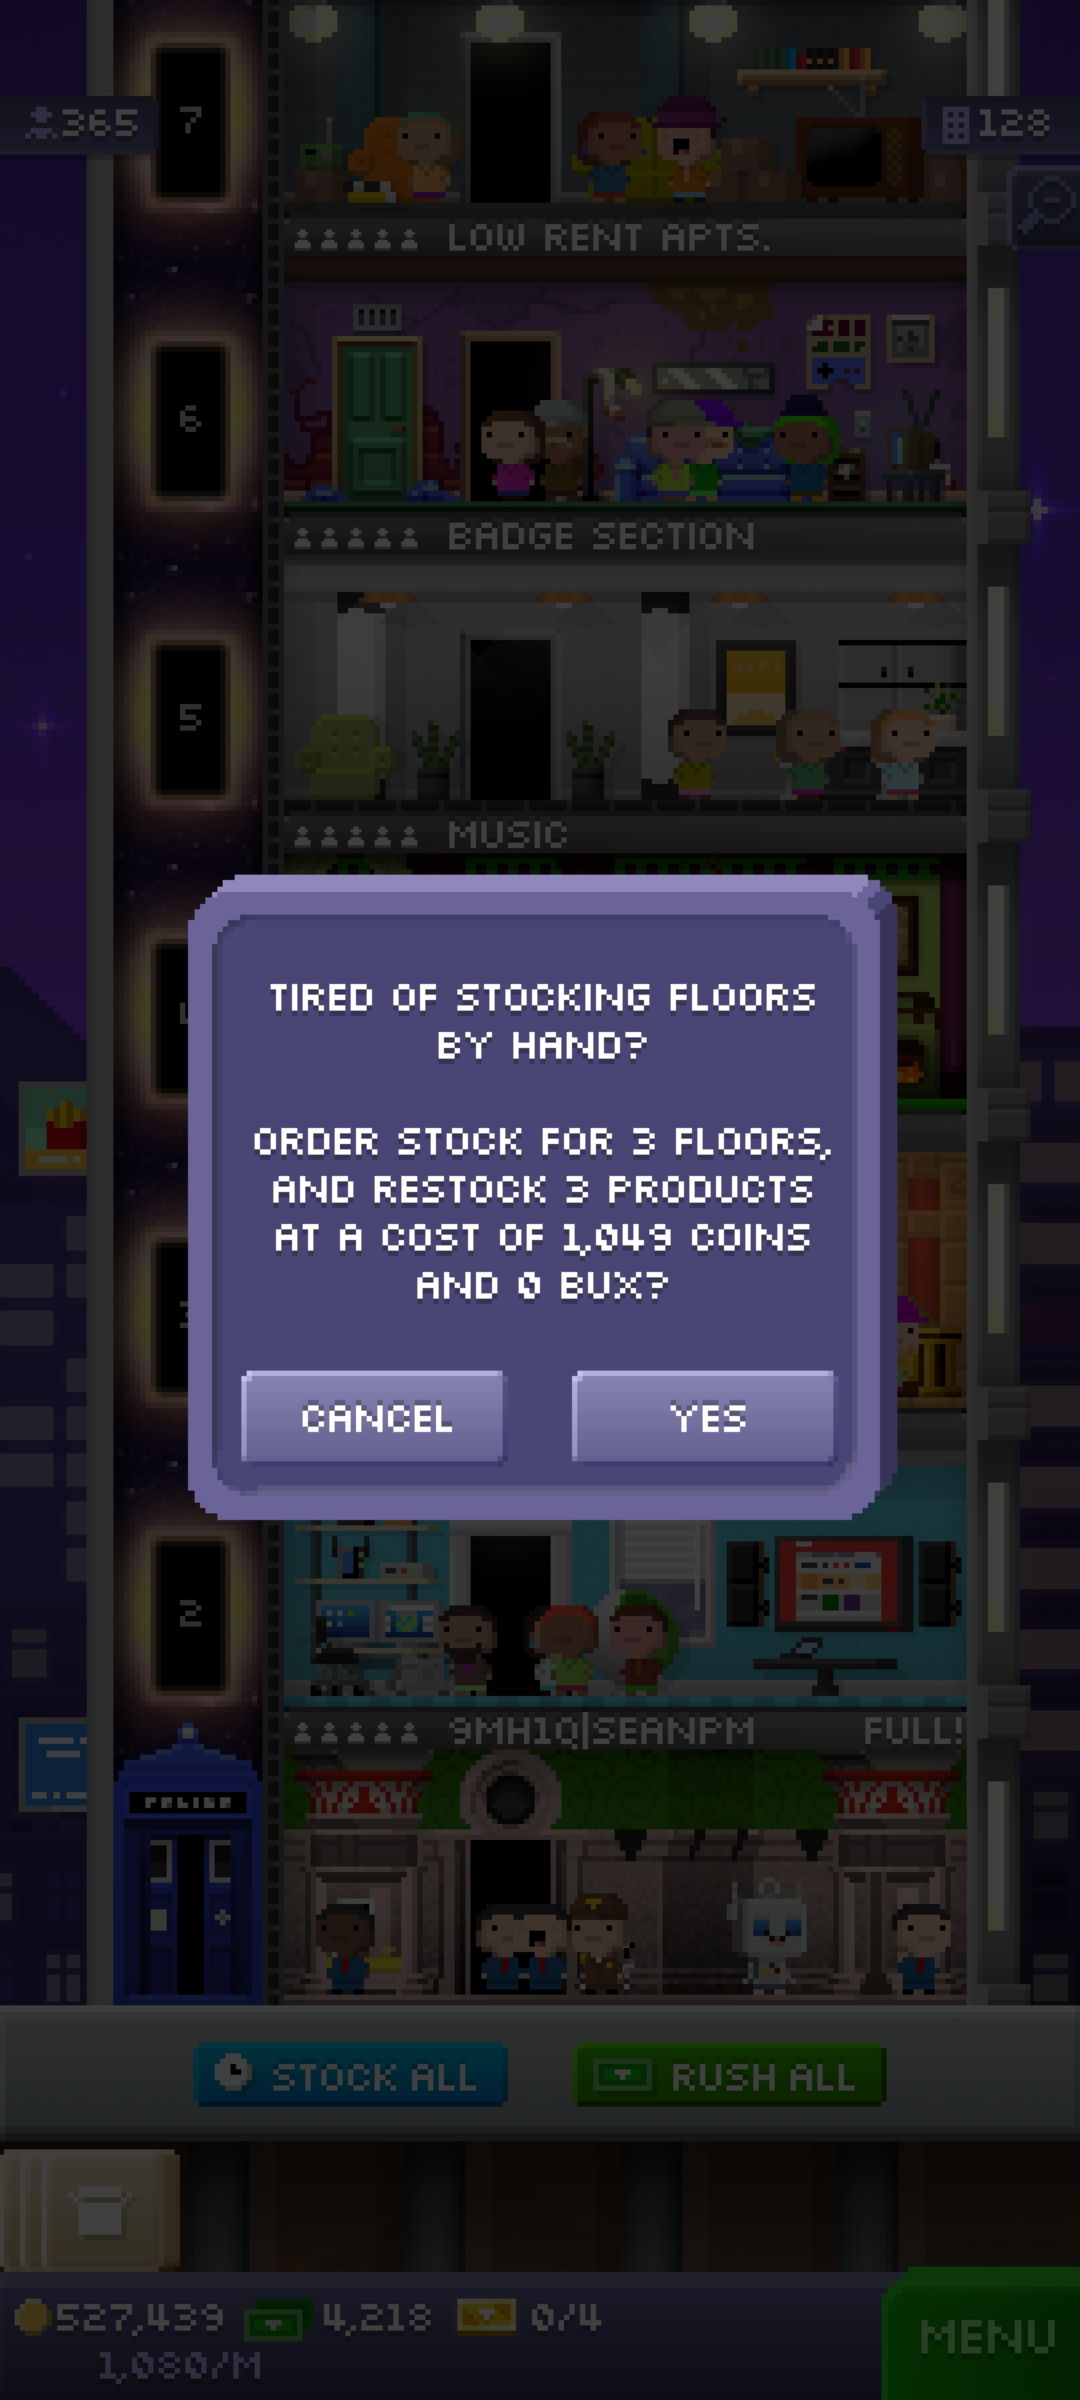 7
365
128
LOW RENT APTS.
6
BADGE SECTION
5
MUSIC
TIRED OF STOCKING FLOORS
BY HAND?
ORDER STOCK FOR 3 FLOORS,
AND RESTOCK 3 PRODUCTS
AT A COST OF 1,049 COINS
AND 0 BUX?
CANCEL
YES
2
9MH1Q|SEANPM
FULL!
POLICE
STOCK ALL
RUSH ALL
527,439
4,218
0/4
1,080/M
MENU